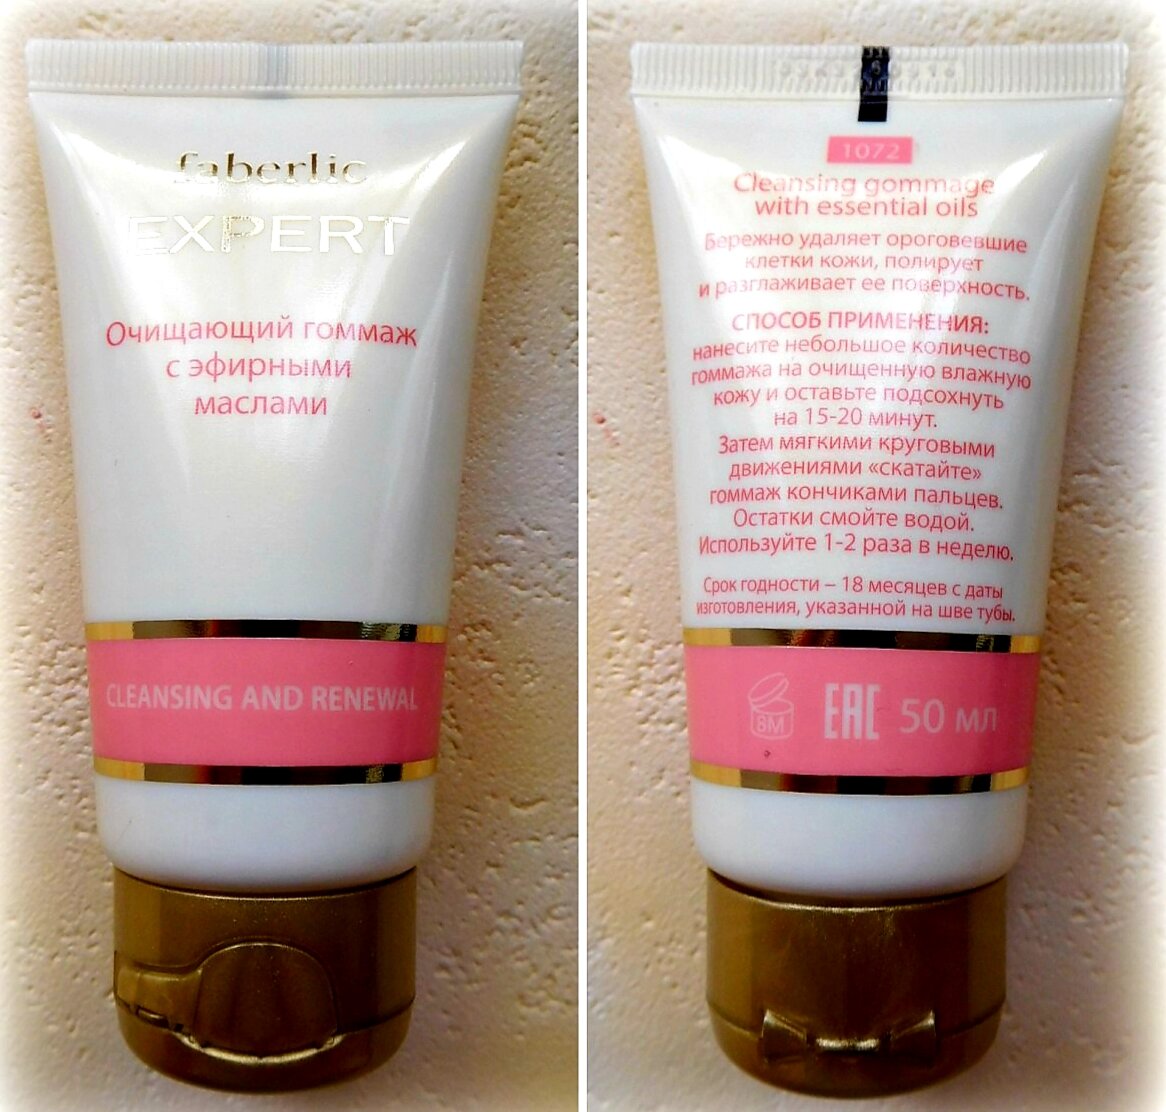 faberlic
EXPERT
Очищающий гоммаж
с эфирными
маслами
CLEANSING AND RENEWAL
1072
Cleansing gommage
with essential oils
Бережно удаляет ороговевшие
клетки кожи, полирует
и разглаживает ее поверхность.
СПОСОБ ПРИМЕНЕНИЯ:
нанесите небольшое количество
гоммажа на очищенную влажную
кожу и оставьте подсохнуть
на 15-20 минут.
Затем мягкими круговыми
движениями «скатайте»
гоммаж кончиками пальцев.
Остатки смойте водой.
Используйте 1-2 раза в неделю.
Срок годности – 18 месяцев с даты
изготовления, указанной на шве тубы.
8M EAC 50 мл